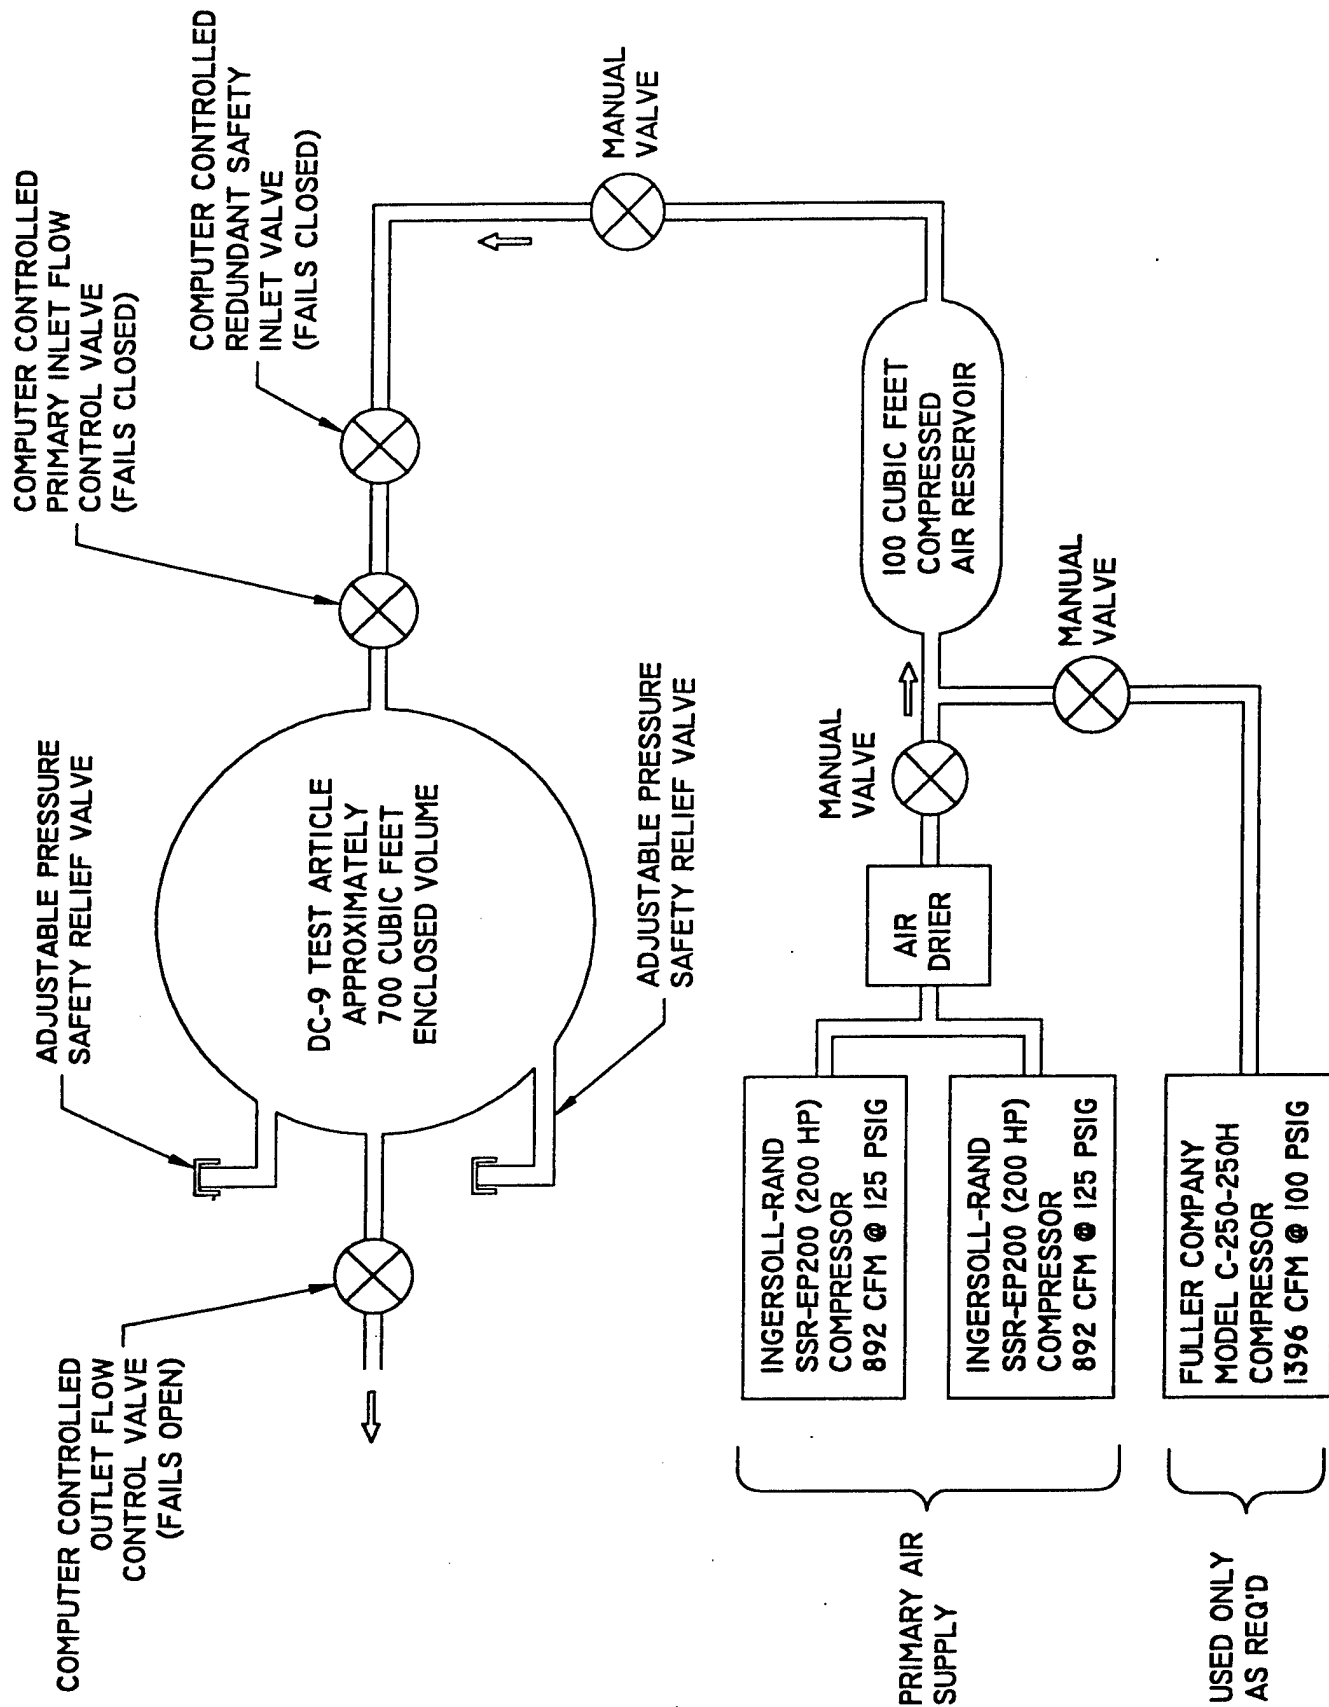 COMPUTER CONTROLLED
OUTLET FLOW
CONTROL VALVE
(FAILS OPEN)
ADJUSTABLE PRESSURE
SAFETY RELIEF VALVE
COMPUTER CONTROLLED
PRIMARY INLET FLOW
CONTROL VALVE
(FAILS CLOSED)
COMPUTER CONTROLLED
REDUNDANT SAFETY
INLET VALVE
(FAILS CLOSED)
DC-9 TEST ARTICLE
APPROXIMATELY
700 CUBIC FEET
ENCLOSED VOLUME
ADJUSTABLE PRESSURE
SAFETY RELIEF VALVE
MANUAL
VALVE
PRIMARY AIR
SUPPLY
INGERSOLL-RAND
SSR-EP200 (200 HP)
COMPRESSOR
892 CFM @ 125 PSIG
INGERSOLL-RAND
SSR-EP200 (200 HP)
COMPRESSOR
892 CFM @ 125 PSIG
AIR
DRIER
MANUAL
VALVE
100 CUBIC FEET
COMPRESSED
AIR RESERVOIR
MANUAL
VALVE
USED ONLY
AS REQ'D
FULLER COMPANY
MODEL C-250-250H
COMPRESSOR
1396 CFM @ 100 PSIG